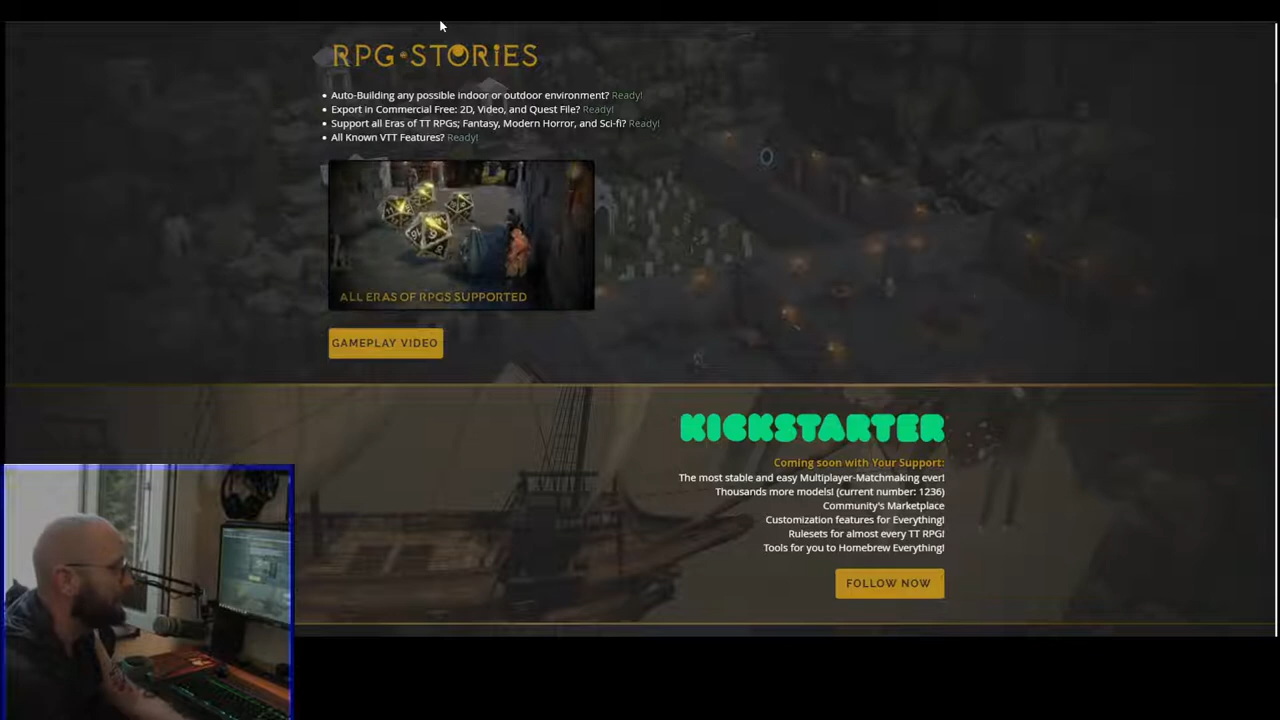 RPG·STORIES
• Auto-Building any possible indoor or outdoor environment? Ready!
• Export in Commercial Free: 2D, Video, and Quest File? Ready!
• Support all Eras of TT RPGs; Fantasy, Modern Horror, and Sci-fi? Ready!
• All Known VTT Features? Ready!
ALL ERAS OF RPGS SUPPORTED
GAMEPLAY VIDEO
KICKSTARTER
Coming soon with Your Support:
The most stable and easy Multiplayer-Matchmaking ever!
Thousands more models! (current number: 1236)
Community's Marketplace
Customization features for Everything!
Rulesets for almost every TT RPG!
Tools for you to Homebrew Everything!
FOLLOW NOW